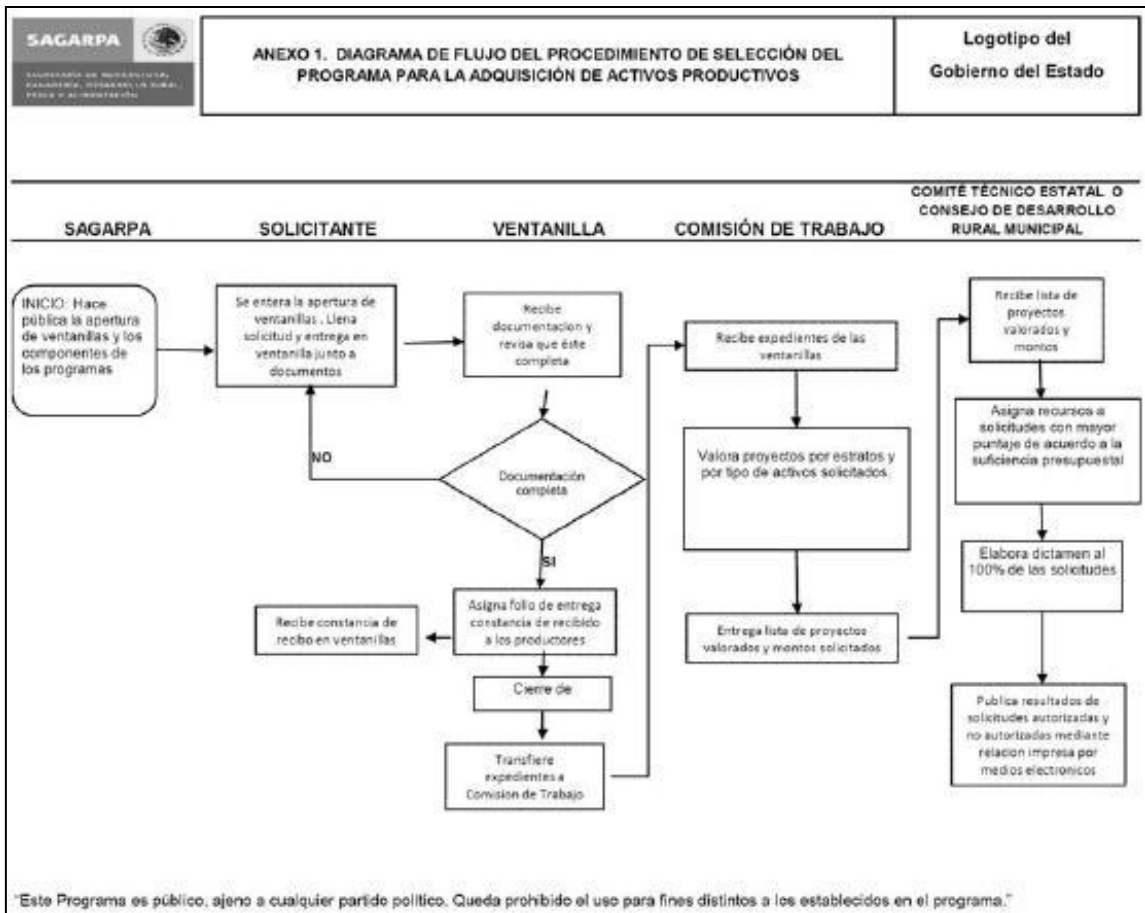 SAGARPA
SECRETARÍA DE AGRICULTURA,
GANADERÍA, DESARROLLO RURAL,
PESCA Y ALIMENTACIÓN
ANEXO 1. DIAGRAMA DE FLUJO DEL PROCEDIMIENTO DE SELECCIÓN DEL
PROGRAMA PARA LA ADQUISICIÓN DE ACTIVOS PRODUCTIVOS
Logotipo del
Gobierno del Estado
SAGARPA
SOLICITANTE
VENTANILLA
COMISIÓN DE TRABAJO
COMITÉ TÉCNICO ESTATAL O
CONSEJO DE DESARROLLO
RURAL MUNICIPAL
INICIO: Hace
pública la apertura
de ventanillas y los
componentes de
los programas
Se entera la apertura de
ventanillas . Llena
solicitud y entrega en
ventanilla junto a
documentos
Recibe
documentacion y
revisa que éste
completa
Documentación
completa
NO
SI
Asigna folio de entrega
constancia de recibido
a los productores
Recibe constancia de
recibo en ventanillas
Cierre de
Transfiere
expedientes a
Comision de Trabajo
Recibe expedientes de las
ventanillas
Valora proyectos por estratos y
por tipo de activos solicitados.
Entrega lista de proyectos
valorados y montos solicitados
Recibe lista de
proyectos
valorados y
montos
Asigna recursos a
solicitudes con mayor
puntaje de acuerdo a la
suficiencia presupuestal
Elabora dictamen al
100% de las solicitudes
Publica resultados de
solicitudes autorizadas y
no autorizadas mediante
relacion impresa por
medios electronicos
"Este Programa es público, ajeno a cualquier partido político. Queda prohibido el uso para fines distintos a los establecidos en el programa."